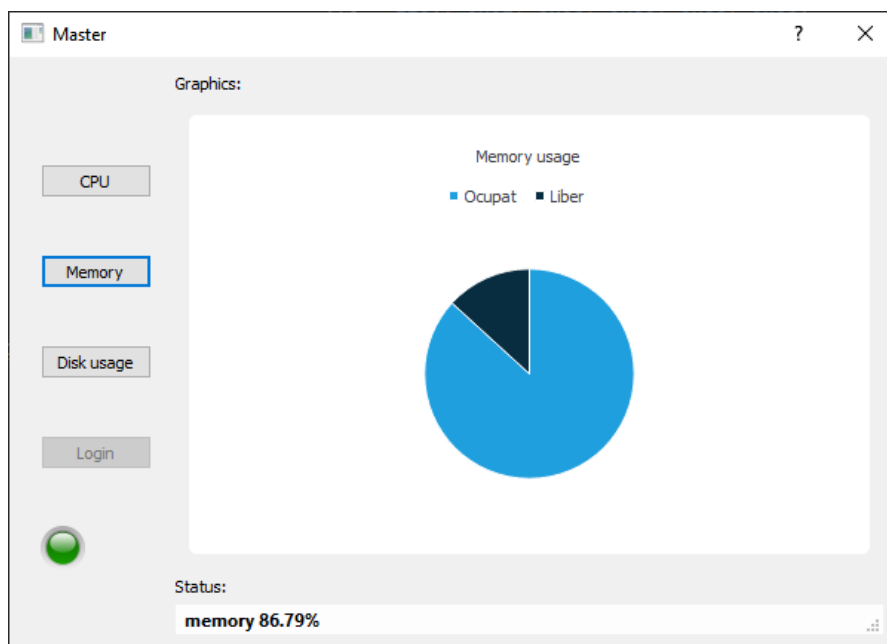 Master
Graphics:
Memory usage
Ocupat Liber
CPU
Memory
Disk usage
Login
Status:
memory 86.79%